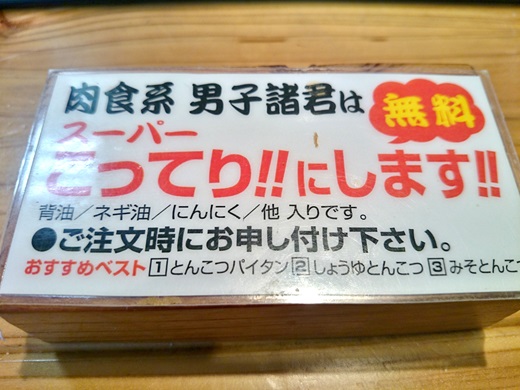 肉食系 男子諸君は
無料
スーパー
こってり!!にします!!
背油／ネギ油／にんにく／他 入りです。
●ご注文時にお申し付け下さい。
おすすめベスト 1 とんこつパイタン 2 しょうゆとんこつ 3 みそとんこつ